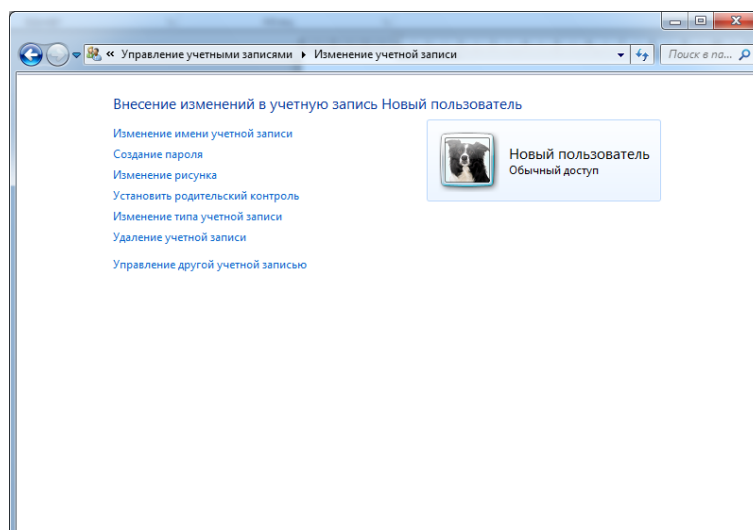 « Управление учетными записями ▸ Изменение учетной записи
Поиск в па...
Внесение изменений в учетную запись Новый пользователь
Изменение имени учетной записи
Создание пароля
Изменение рисунка
Установить родительский контроль
Изменение типа учетной записи
Удаление учетной записи
Управление другой учетной записью
Новый пользователь
Обычный доступ